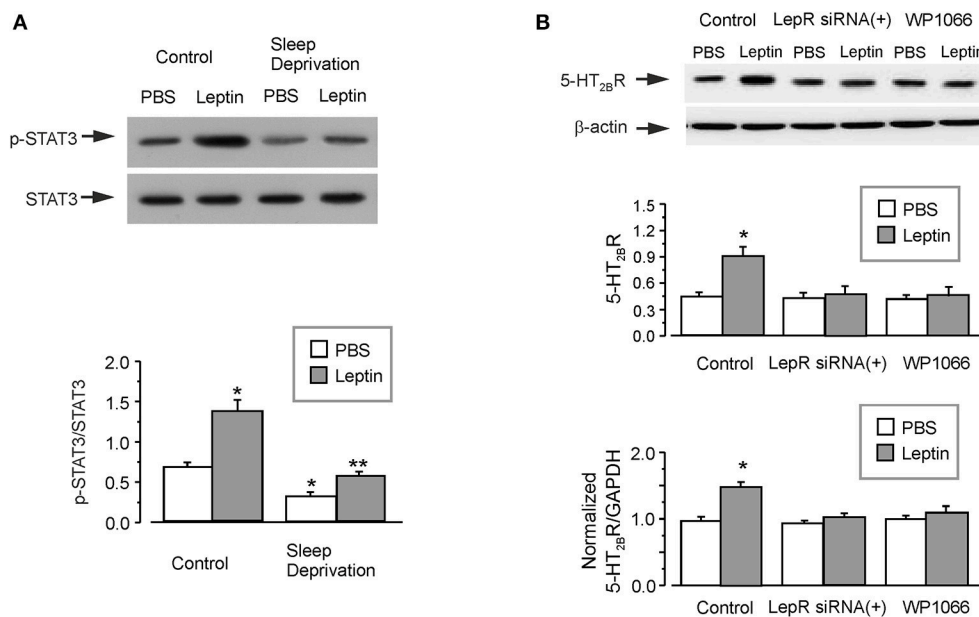 A
Control
Sleep
Deprivation
PBS Leptin PBS Leptin
p-STAT3
STAT3
PBS
Leptin
p-STAT3/STAT3
2.0
1.5
1.0
0.5
0.0
*
*
**
Control
Sleep
Deprivation
B
Control LepR siRNA(+) WP1066
PBS Leptin PBS Leptin PBS Leptin
5-HT2BR
β-actin
PBS
Leptin
5-HT2BR
1.5
1.2
0.9
0.6
0.3
0.0
*
Control LepR siRNA(+) WP1066
PBS
Leptin
Normalized
5-HT2BR/GAPDH
2.0
1.0
0.0
*
Control LepR siRNA(+) WP1066